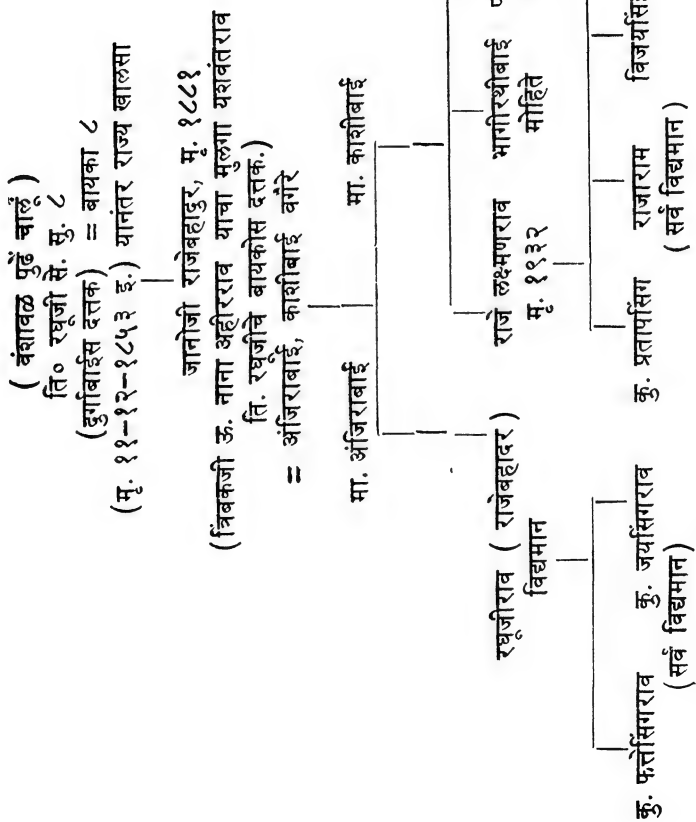 ( वंशावळ पुढें चालूं )
ति० रघूजी से. सु. ८
(दुर्गाबाईस दत्तक) = बायका ८
(मृ. ११-१२-१८५३ इ.) यानंतर राज्य खालसा
जानोजी राजेबहादुर, मृ. १८८१
(त्रिंबकजी ऊ. नाना अहीरराव याचा मुलगा यशवंतराव
ति. रघूजीचे बायकोस दत्तक.)
= अंजिराबाई, काशीबाई वगैरे
मा. अंजिराबाई मा. काशीबाई
रघूजीराव ( राजेबहादर ) राजे लक्ष्मणराव भागीरथीबाई
विद्यमान मृ. १९३२ मोहिते
कु. फत्तेसिंगराव कु. जयसिंगराव कु. प्रतापसिंग राजाराम विजयसिं
(सर्व विद्यमान) ( सर्व विद्यमान )